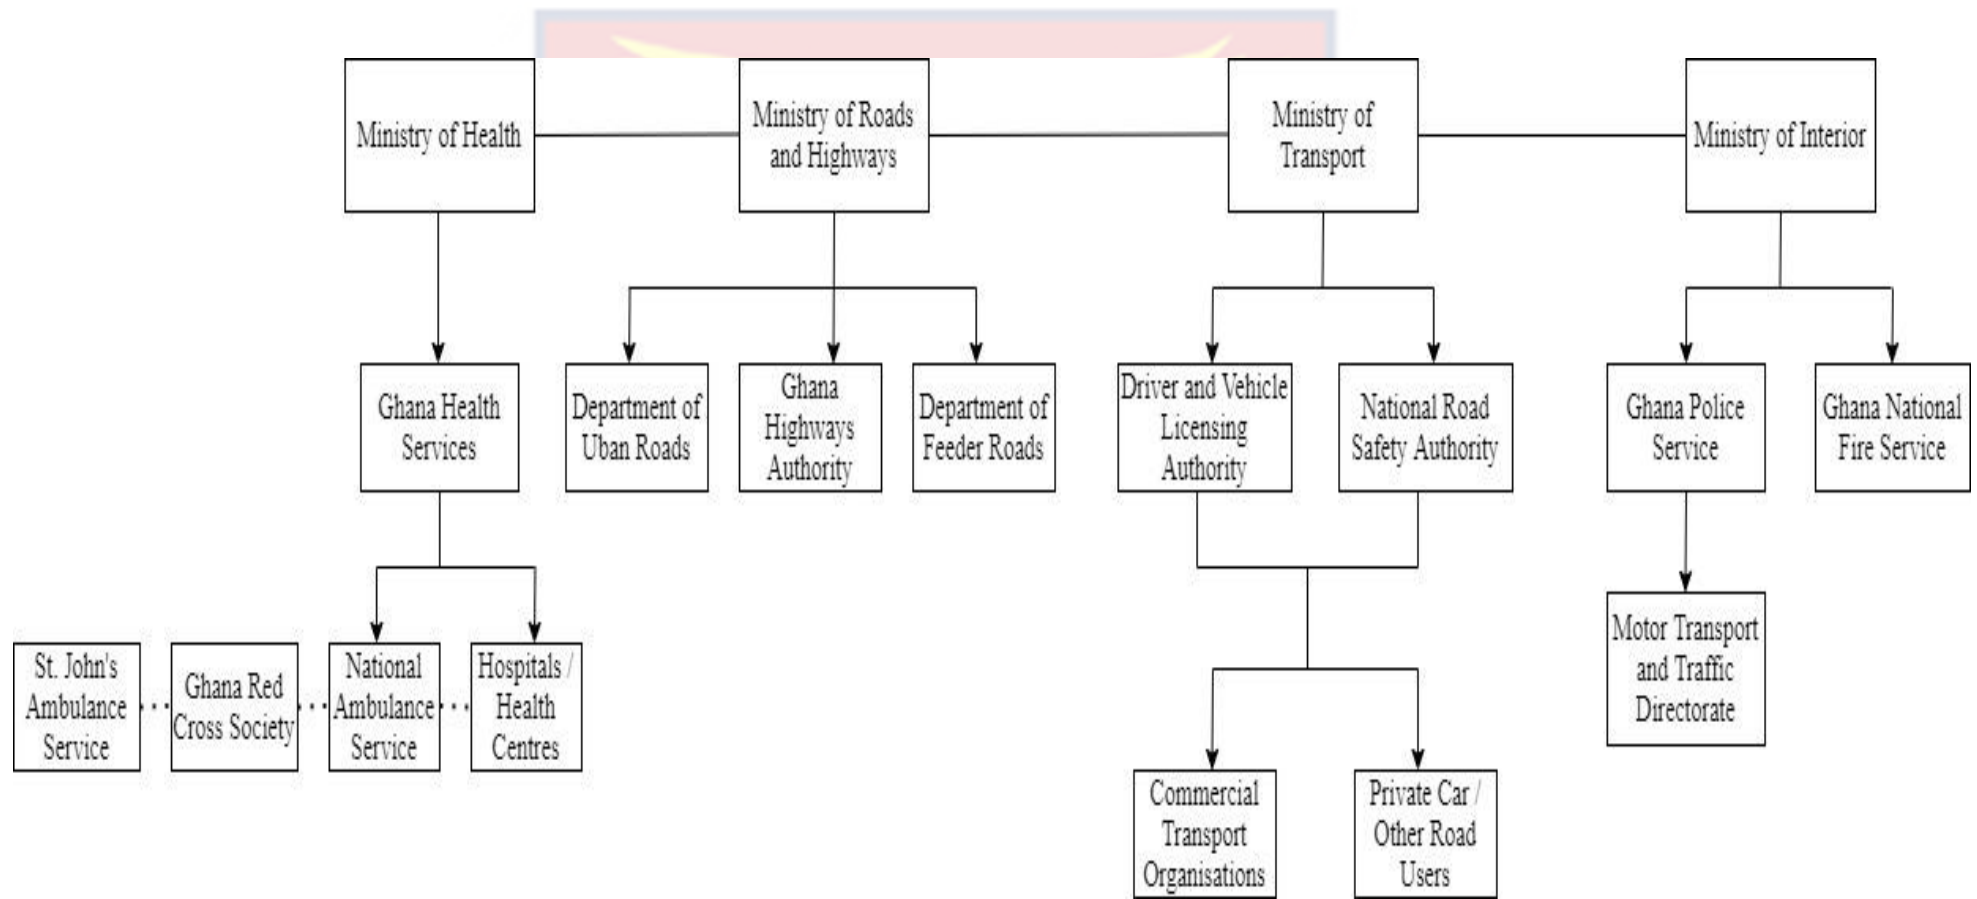 Ministry of Health
Ministry of Roads
and Highways
Ministry of
Transport
Ministry of Interior
Ghana Health
Services
Department of
Uban Roads
Ghana
Highways
Authority
Department of
Feeder Roads
Driver and Vehicle
Licensing
Authority
National Road
Safety Authority
Ghana Police
Service
Ghana National
Fire Service
St. John's
Ambulance
Service
Ghana Red
Cross Society
National
Ambulance
Service
Hospitals /
Health
Centres
Motor Transport
and Traffic
Directorate
Commercial
Transport
Organisations
Private Car /
Other Road
Users